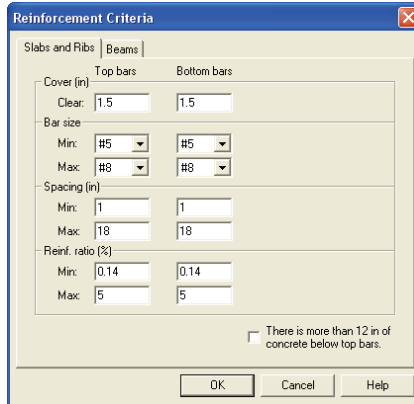 Reinforcement Criteria
Slabs and Ribs Beams
Top bars Bottom bars
Cover (in)
Clear: 1.5 1.5
Bar size
Min: #5 #5
Max: #8 #8
Spacing (in)
Min: 1 1
Max: 18 18
Reinf. ratio (%)
Min: 0.14 0.14
Max: 5 5
There is more than 12 in of
concrete below top bars.
OK Cancel Help